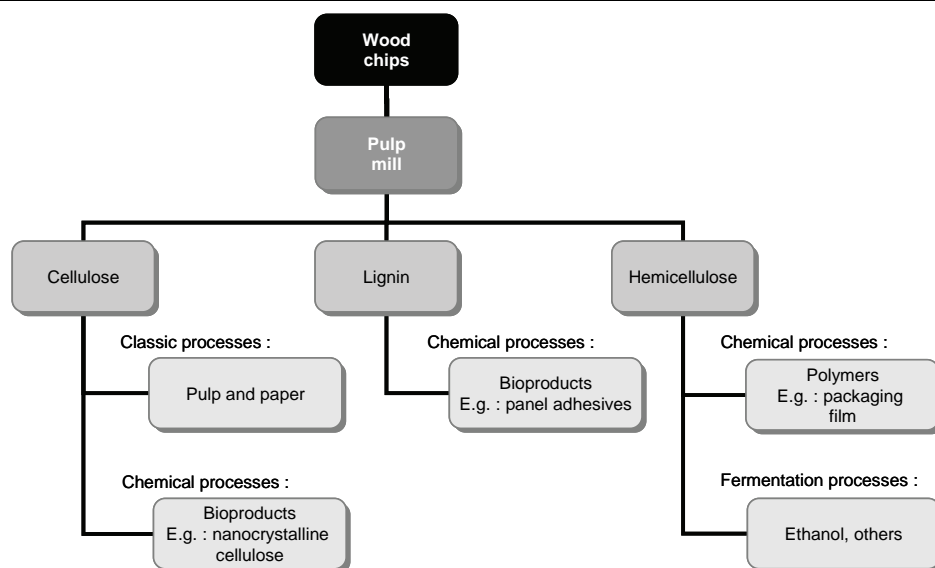 Wood
chips
Pulp
mill
Cellulose
Lignin
Hemicellulose
Classic processes :
Pulp and paper
Chemical processes :
Bioproducts
E.g. : nanocrystalline
cellulose
Chemical processes :
Bioproducts
E.g. : panel adhesives
Chemical processes :
Polymers
E.g. : packaging
film
Fermentation processes :
Ethanol, others